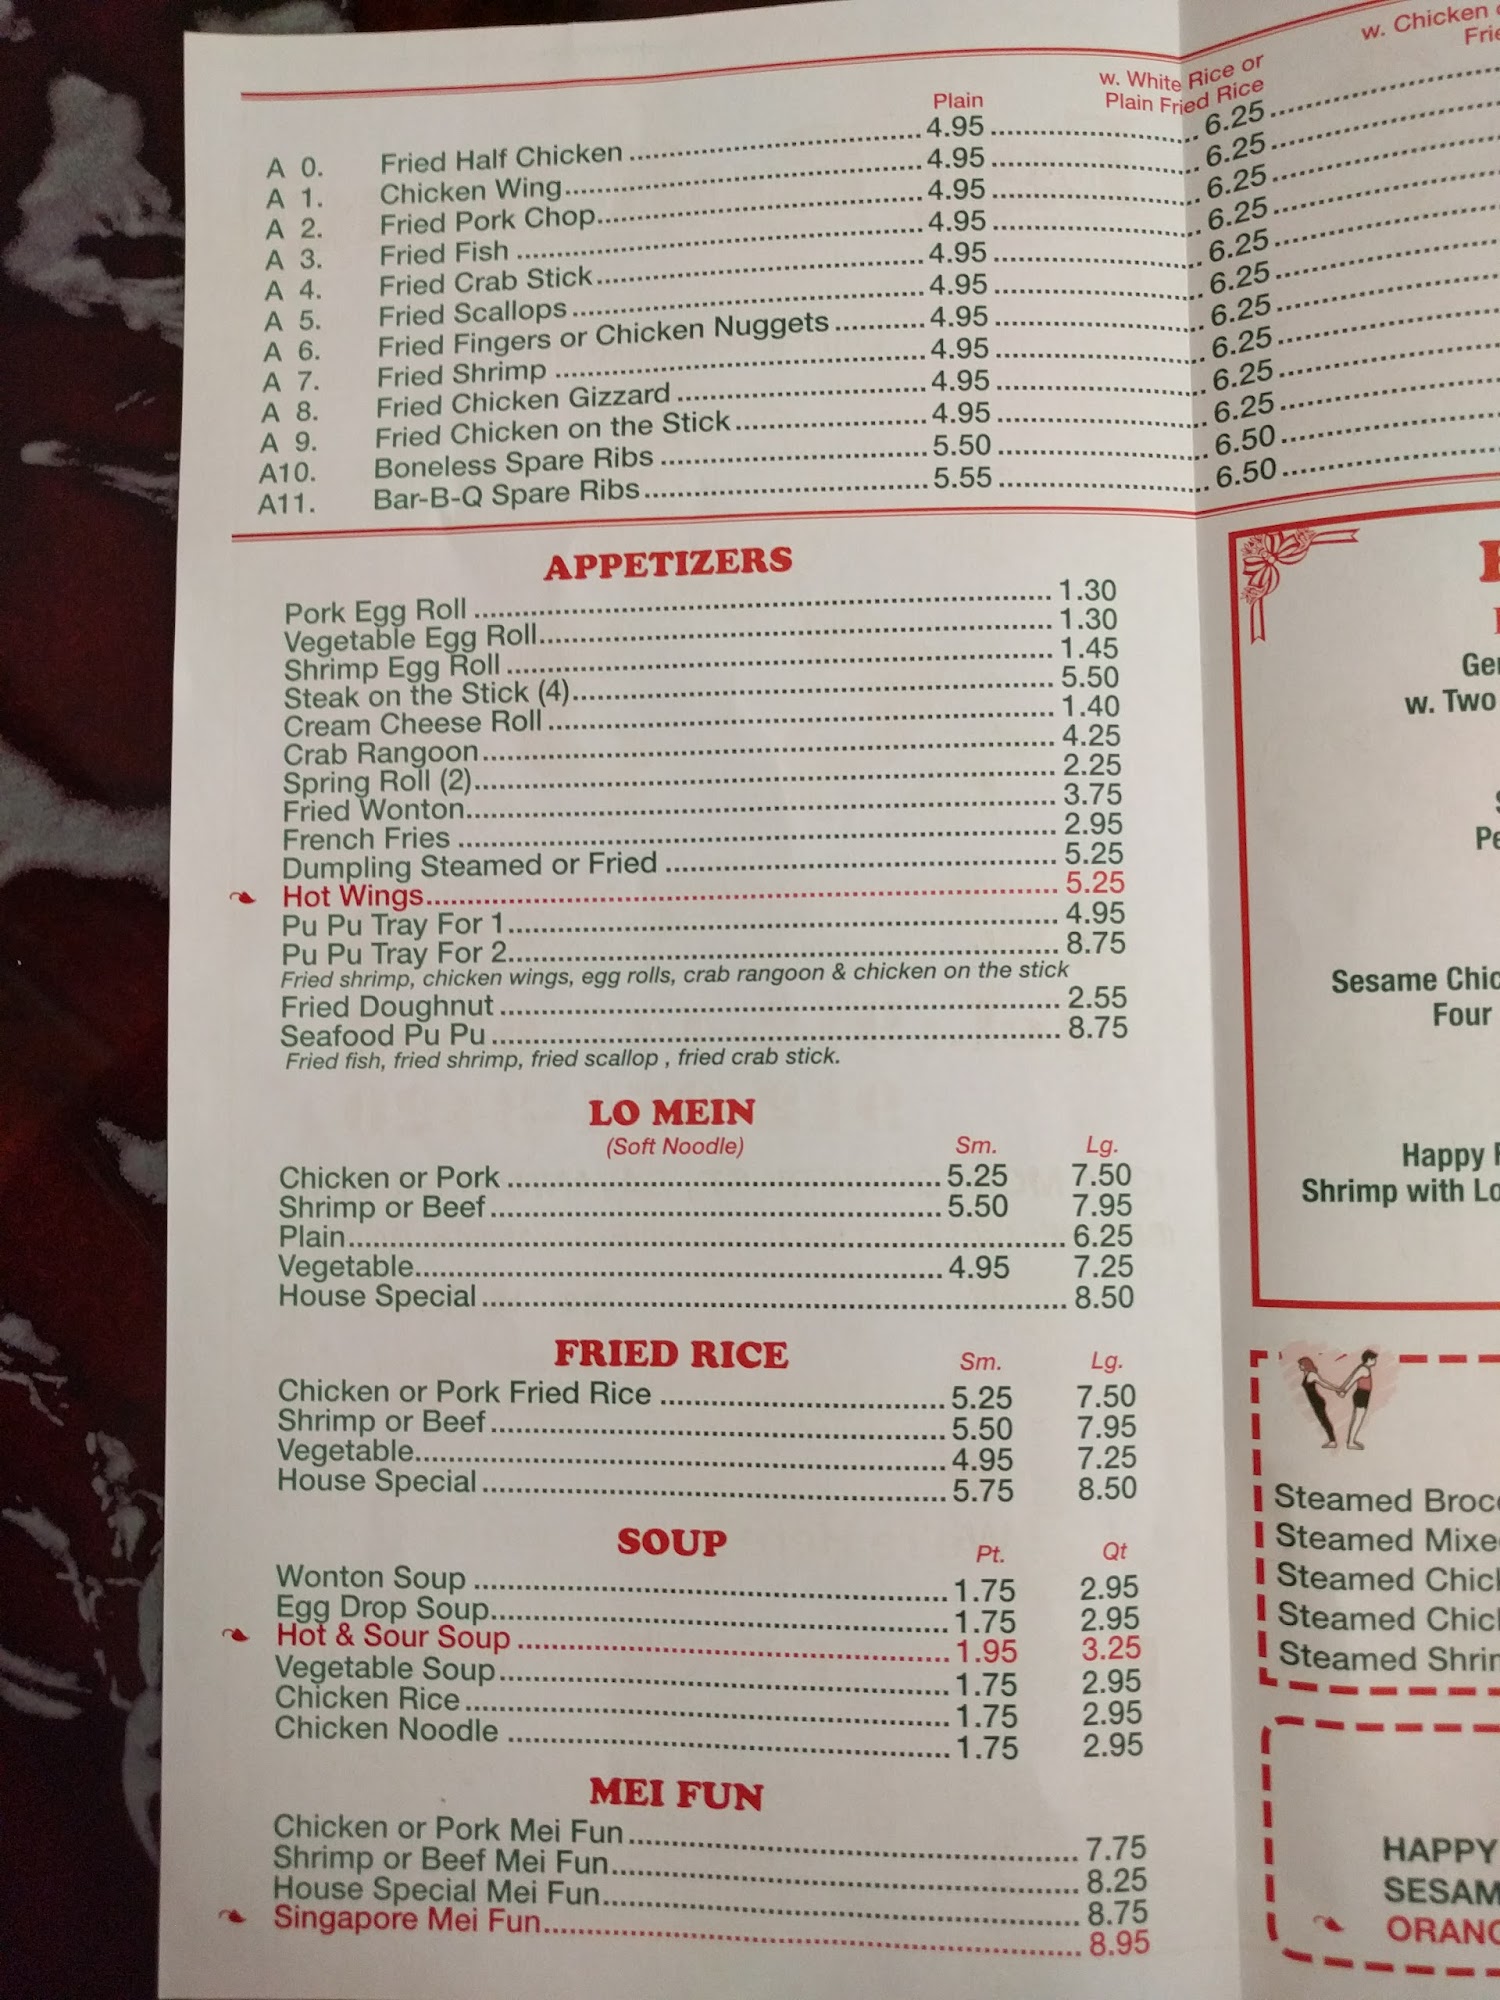 Plain w. White Rice or w. Chicken
Plain Fried Rice
A 0. Fried Half Chicken 4.95 6.25
A 1. Chicken Wing 4.95 6.25
A 2. Fried Pork Chop 4.95 6.25
A 3. Fried Fish 4.95 6.25
A 4. Fried Crab Stick 4.95 6.25
A 5. Fried Scallops 4.95 6.25
A 6. Fried Fingers or Chicken Nuggets 4.95 6.25
A 7. Fried Shrimp 4.95 6.25
A 8. Fried Chicken Gizzard 4.95 6.25
A 9. Fried Chicken on the Stick 4.95 6.25
A10. Boneless Spare Ribs 5.50 6.50
A11. Bar-B-Q Spare Ribs 5.55 6.50
APPETIZERS
Pork Egg Roll 1.30
Vegetable Egg Roll 1.30
Shrimp Egg Roll 1.45
Steak on the Stick (4) 5.50
Cream Cheese Roll 1.40
Crab Rangoon 4.25
Spring Roll (2) 2.25
Fried Wonton 3.75
French Fries 2.95
Dumpling Steamed or Fried 5.25
Hot Wings 5.25
Pu Pu Tray For 1 4.95
Pu Pu Tray For 2 8.75
Fried shrimp, chicken wings, egg rolls, crab rangoon & chicken on the stick
Fried Doughnut 2.55
Seafood Pu Pu 8.75
Fried fish, fried shrimp, fried scallop , fried crab stick.
LO MEIN
(Soft Noodle) Sm. Lg.
Chicken or Pork 5.25 7.50
Shrimp or Beef 5.50 7.95
Plain 6.25
Vegetable 4.95 7.25
House Special 8.50
FRIED RICE Sm. Lg.
Chicken or Pork Fried Rice 5.25 7.50
Shrimp or Beef 5.50 7.95
Vegetable 4.95 7.25
House Special 5.75 8.50
SOUP Pt. Qt
Wonton Soup 1.75 2.95
Egg Drop Soup 1.75 2.95
Hot & Sour Soup 1.95 3.25
Vegetable Soup 1.75 2.95
Chicken Rice 1.75 2.95
Chicken Noodle 1.75 2.95
MEI FUN
Chicken or Pork Mei Fun 7.75
Shrimp or Beef Mei Fun 8.25
House Special Mei Fun 8.75
Singapore Mei Fun 8.95
w. Two
Sesame
Four
Happy
Shrimp with
Steamed
Steamed
Steamed
Steamed
Steamed
HAPPY